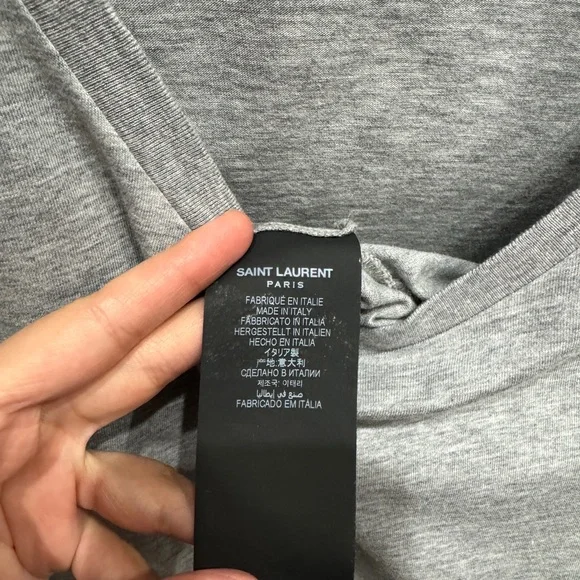 SAINT LAURENT
PARIS
FABRIQUÉ EN ITALIE
MADE IN ITALY
FABBRICATO IN ITALIA
HERGESTELLT IN ITALIEN
HECHO EN ITALIA
イタリア製
产地:意大利
СДЕЛАНО В ИТАЛИИ
제조국: 이태리
صنع في إيطاليا
FABRICADO EM ITÁLIA